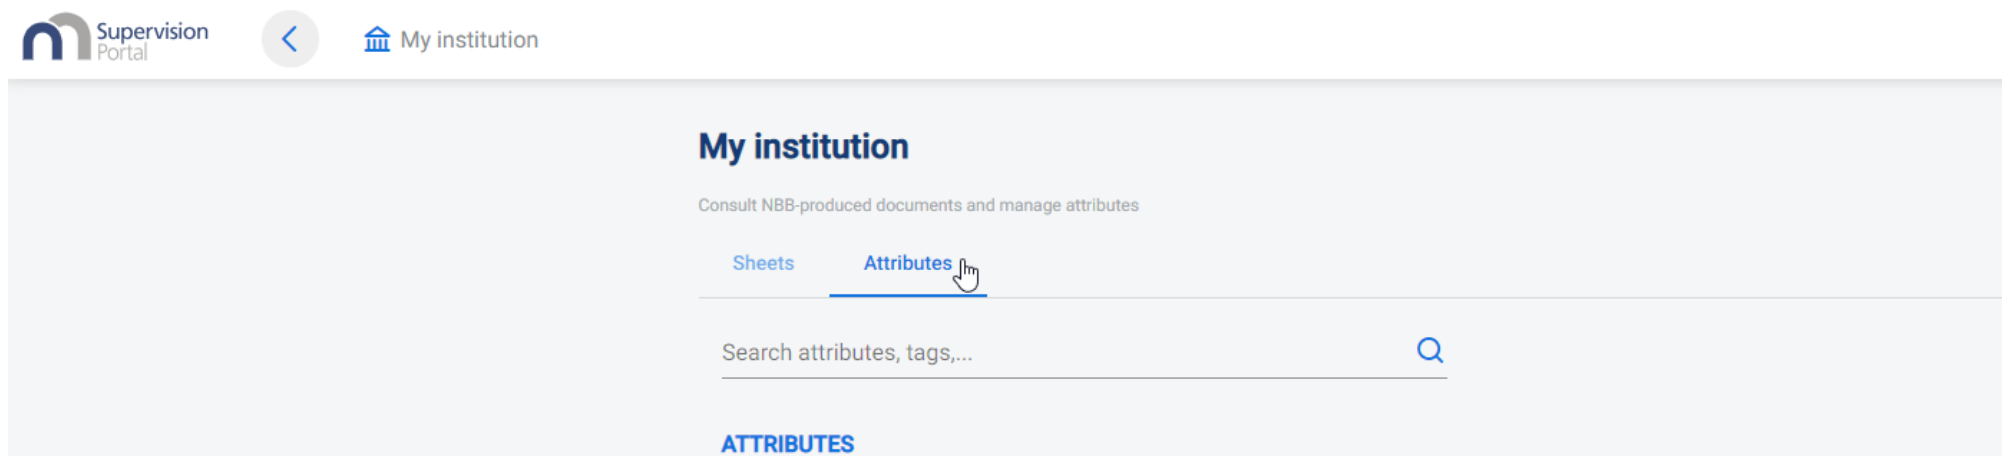 Supervision
Portal
My institution
My institution
Consult NBB-produced documents and manage attributes
Sheets Attributes
Search attributes, tags,...
ATTRIBUTES